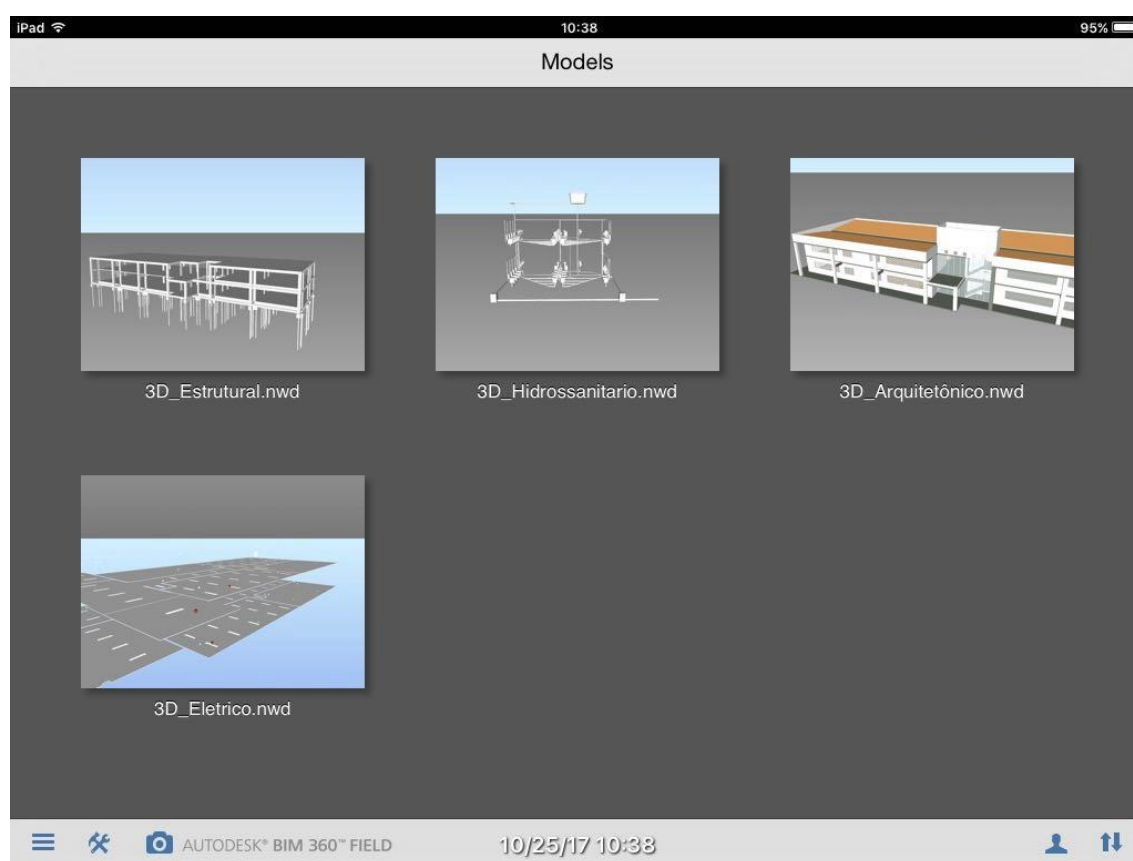 iPad 10:38 95%
Models
3D_Estrutural.nwd 3D_Hidrossanitario.nwd 3D_Arquitetônico.nwd
3D_Eletrico.nwd
AUTODESK® BIM 360™ FIELD 10/25/17 10:38